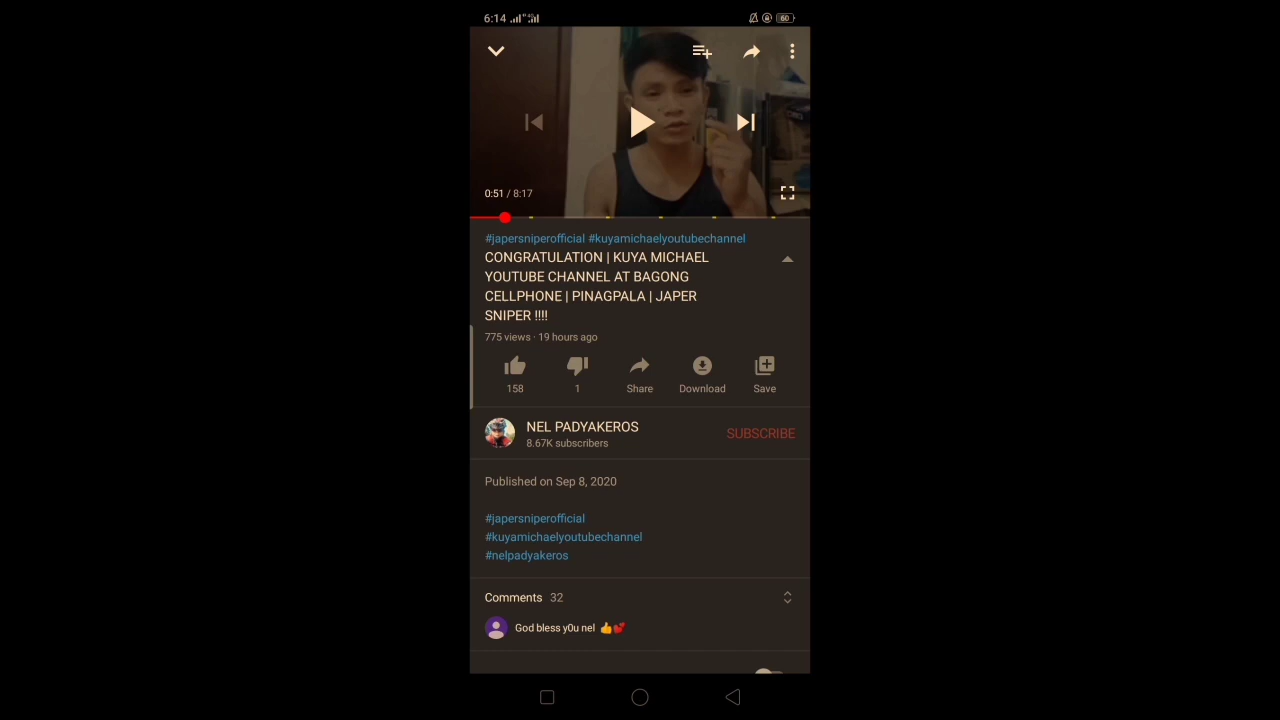 6:14
60
0:51 / 8:17
#japersniperofficial #kuyamichaelyoutubechannel
CONGRATULATION | KUYA MICHAEL
YOUTUBE CHANNEL AT BAGONG
CELLPHONE | PINAGPALA | JAPER
SNIPER !!!!
775 views · 19 hours ago
158
1
Share
Download
Save
NEL PADYAKEROS
8.67K subscribers
SUBSCRIBE
Published on Sep 8, 2020
#japersniperofficial
#kuyamichaelyoutubechannel
#nelpadyakeros
Comments 32
God bless y0u nel 👍💕